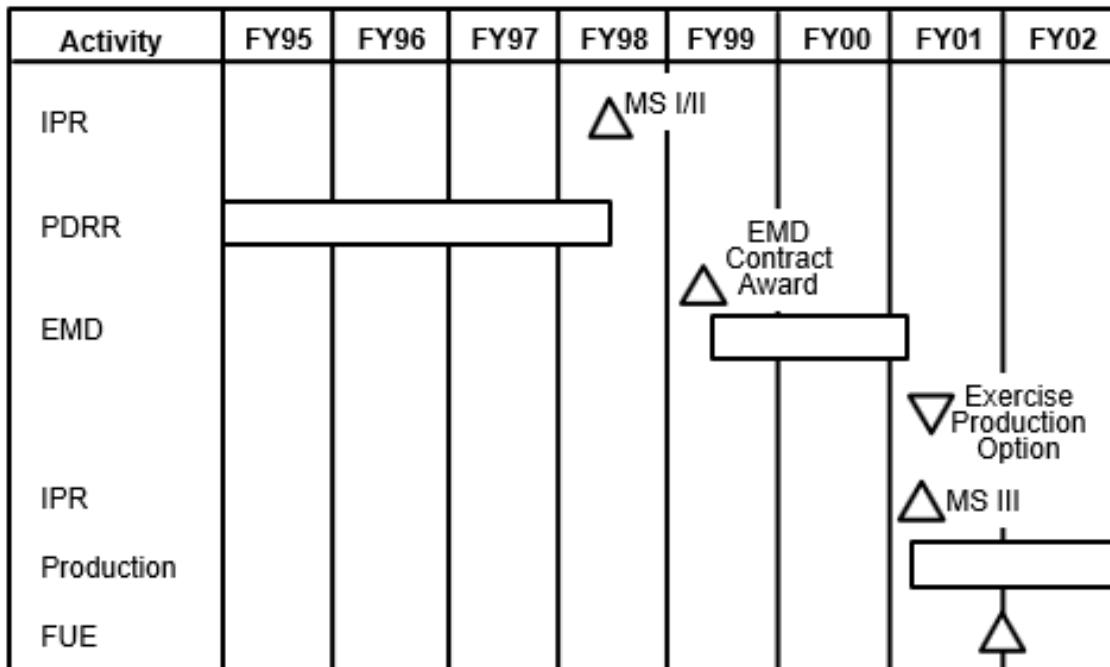 Activity FY95 FY96 FY97 FY98 FY99 FY00 FY01 FY02
IPR
MS I/II
PDRR
EMD
Contract
Award
EMD
Exercise
Production
Option
IPR
MS III
Production
FUE